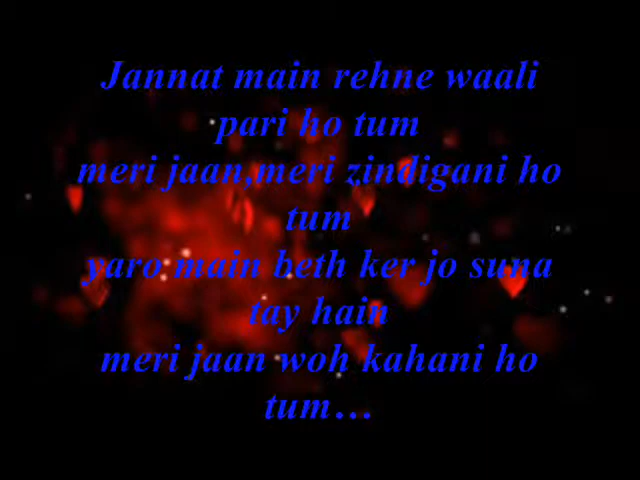 Jannat main rehne waali
pari ho tum
meri jaan,meri zindigani ho
tum
yaro main beth ker jo suna
tay hain
meri jaan woh kahani ho
tum...